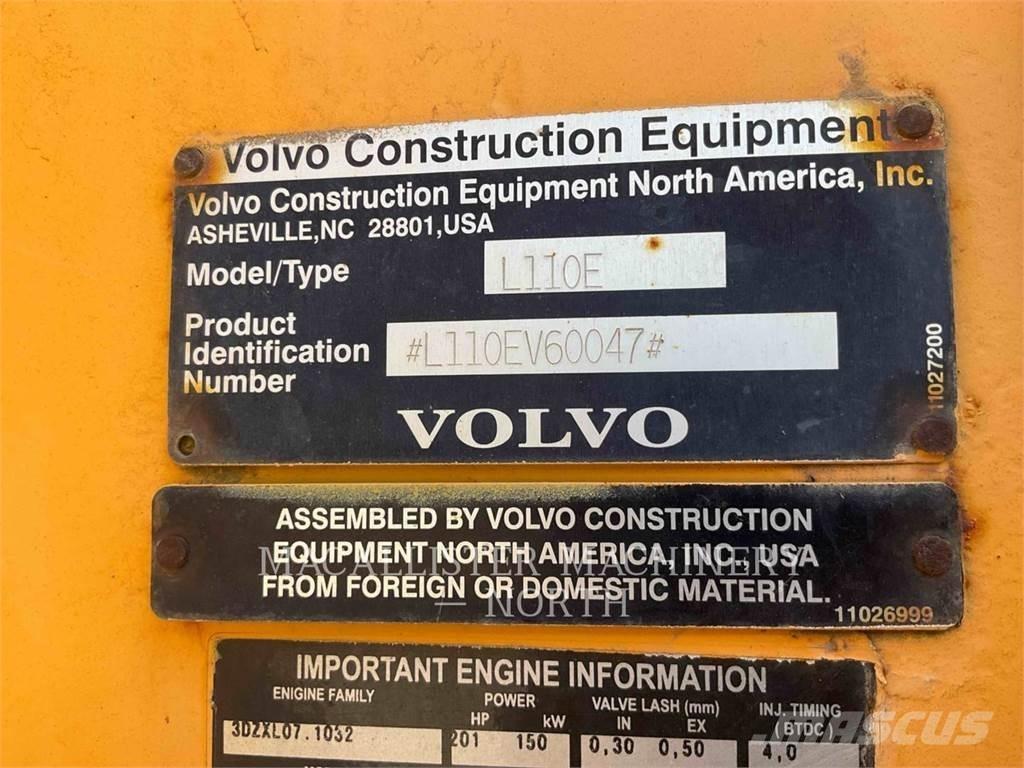 Volvo Construction Equipment
Volvo Construction Equipment North America, Inc.
ASHEVILLE,NC 28801,USA
Model/Type L110E
Product
Identification
Number
#L110EV60047#
VOLVO
11027200
ASSEMBLED BY VOLVO CONSTRUCTION
EQUIPMENT NORTH AMERICA, INC., USA
FROM FOREIGN OR DOMESTIC MATERIAL.
11026999
MACALLISTER MACHINERY
— NORTH
IMPORTANT ENGINE INFORMATION
ENIGINE FAMILY POWER VALVE LASH (mm) INJ. TIMING
HP kW IN EX (BTDC)
3DZXL07.1032 201 150 0,30 0,50 4,0
MASCUS